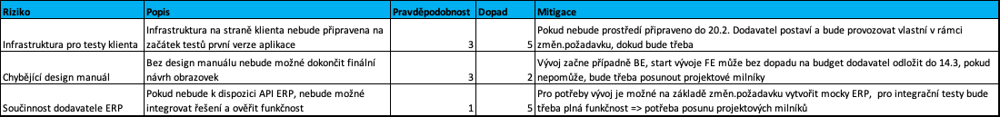 Riziko Popis Pravděpodobnost Dopad Mitigace
Infrastruktura na straně klienta nebude připravena na Pokud nebude prostředí připraveno do 20.2. Dodavatel postaví a bude provozovat vlastní v rámci
Infrastruktura pro testy klienta začátek testů první verze aplikace 3 5 změn.požadavku, dokud bude třeba
Bez design manuálu nebude možné dokončit finální Vývoj začne případně BE, start vývoje FE může bez dopadu na budget dodavatel odložit do 14.3, pokud
Chybějící design manuál návrh obrazovek 3 2 nepomůže, bude třeba posunout projektové milníky
Pokud nebude k dispozici API ERP, nebude možné Pro potřeby vývoj je možné na základě změn.požadavku vytvořit mocky ERP, pro integrační testy bude
Součinnost dodavatele ERP integrovat řešení a ověřit funkčnost 1 5 třeba plná funkčnost => potřeba posunu projektových milníků